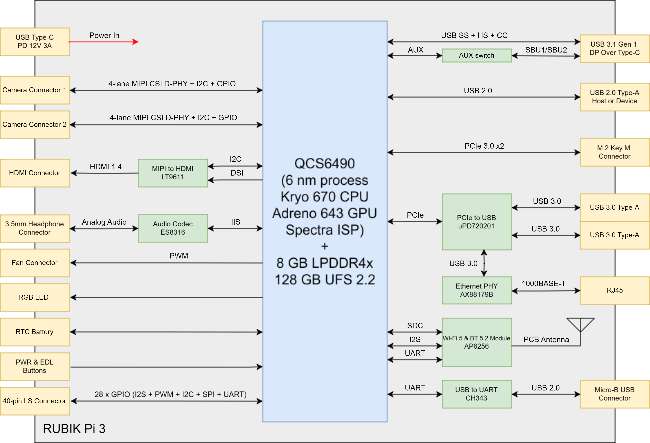 USB Type C
PD 12V 3A
Power In
Camera Connector 1
4-lane MIPI CSI D-PHY + I2C + GPIO
Camera Connector 2
4-lane MIPI CSI D-PHY + I2C + GPIO
HDMI Connector
HDMI 1.4
MIPI to HDMI
LT9611
I2C
DSI
3.5mm Headphone
Connector
Analog Audio
Audio Codec
ES8316
IIS
Fan Connector
PWM
RGB LED
RTC Battery
PWR & EDL
Buttons
40-pin LS Connector
28 x GPIO (I2S + PWM + I2C + SPI + UART)
RUBIK Pi 3
QCS6490
(6 nm process
Kryo 670 CPU
Adreno 643 GPU
Spectra ISP)
+
8 GB LPDDR4x
128 GB UFS 2.2
USB SS + HS + CC
AUX
AUX switch
SBU1/SBU2
USB 3.1 Gen 1
DP Over Type-C
USB 2.0
USB 2.0 Type-A
Host or Device
PCIe 3.0 x2
M.2 Key M
Connector
PCIe
PCIe to USB
uPD720201
USB 3.0
USB 3.0 Type-A
USB 3.0
USB 3.0 Type-A
USB 3.0
Ethernet PHY
AX88179B
1000BASE-T
RJ45
SDC
I2S
UART
Wi-Fi 5 & BT 5.2 Module
AP6256
PCB Antenna
UART
USB to UART
CH343
USB 2.0
Micro-B USB
Connector